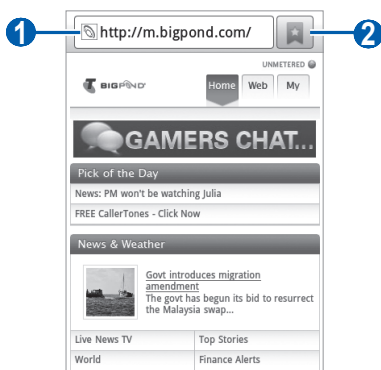 1
http://m.bigpond.com/
2
UNMETERED
T BIGPOND
Home Web My
GAMERS CHAT...
Pick of the Day
News: PM won't be watching Julia
FREE CallerTones - Click Now
News & Weather
Govt introduces migration
amendment
The govt has begun its bid to resurrect
the Malaysia swap...
Live News TV Top Stories
World Finance Alerts